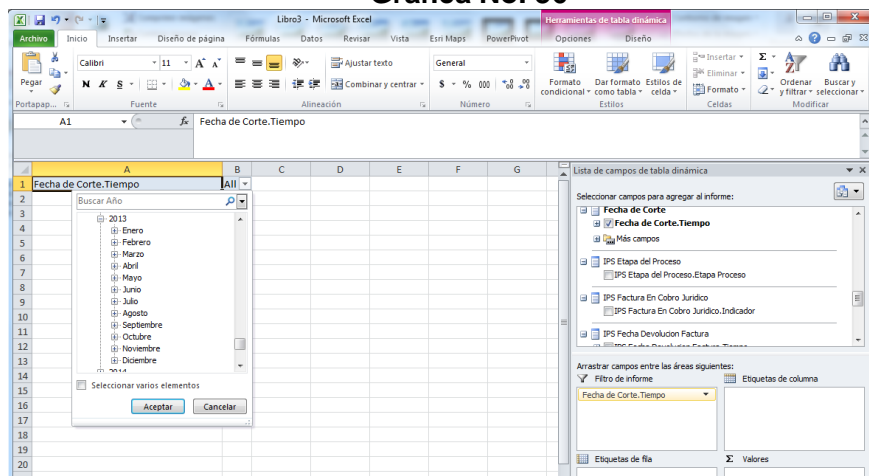 Libro3 - Microsoft Excel
Herramientas de tabla dinámica
Archivo Inicio Insertar Diseño de página Fórmulas Datos Revisar Vista Esri Maps PowerPivot Opciones Diseño
Calibri 11 A A Ajustar texto General Insertar Σ
Pegar N K S A Combinar y centrar $ % 000 Formato condicional Dar formato como tabla Estilos de celda Eliminar Formato Ordenar y filtrar Buscar y seleccionar
Portapap... Fuente Alineación Número Estilos Celdas Modificar
A1 fx Fecha de Corte.Tiempo
A B C D E F G
Lista de campos de tabla dinámica
1 Fecha de Corte.Tiempo All
Seleccionar campos para agregar al informe:
2 Buscar Año
3 2013
4 Enero
5 Febrero
6 Marzo
7 Abril
Mayo
8 Junio
9 Julio
10 Agosto
11 Septiembre
12 Octubre
Noviembre
13 Diciembre
14 2014
15 Seleccionar varios elementos
16 Aceptar Cancelar
17
18
19
20
Fecha de Corte
Fecha de Corte.Tiempo
Más campos
IPS Etapa del Proceso
IPS Etapa del Proceso.Etapa Proceso
IPS Factura En Cobro Juridico
IPS Factura En Cobro Juridico.Indicador
IPS Fecha Devolucion Factura
Arrastrar campos entre las áreas siguientes:
Filtro de informe Etiquetas de columna
Fecha de Corte.Tiempo
Etiquetas de fila Σ Valores